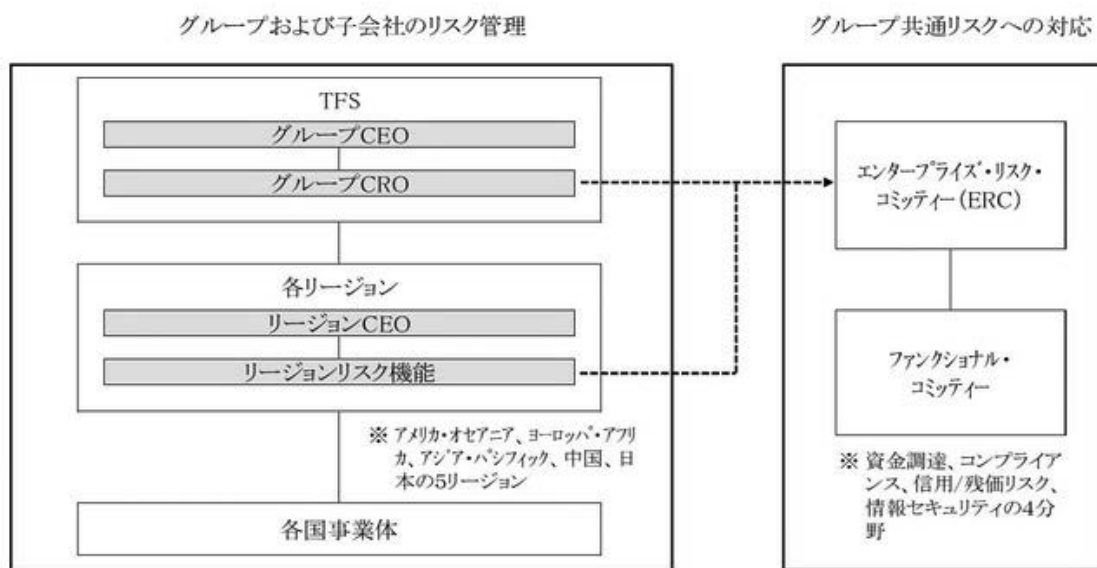 グループおよび子会社のリスク管理
グループ共通リスクへの対応
TFS
グループCEO
グループCRO
各リージョン
リージョンCEO
リージョンリスク機能
※ アメリカ・オセアニア、ヨーロッパ・アフリ
カ、アジア・パシフィック、中国、日
本の5リージョン
各国事業体
エンタープライズ・リスク・
コミッティー(ERC)
ファンクショナル・
コミッティー
※ 資金調達、コンプライア
ンス、信用/残価リスク、
情報セキュリティの4分
野